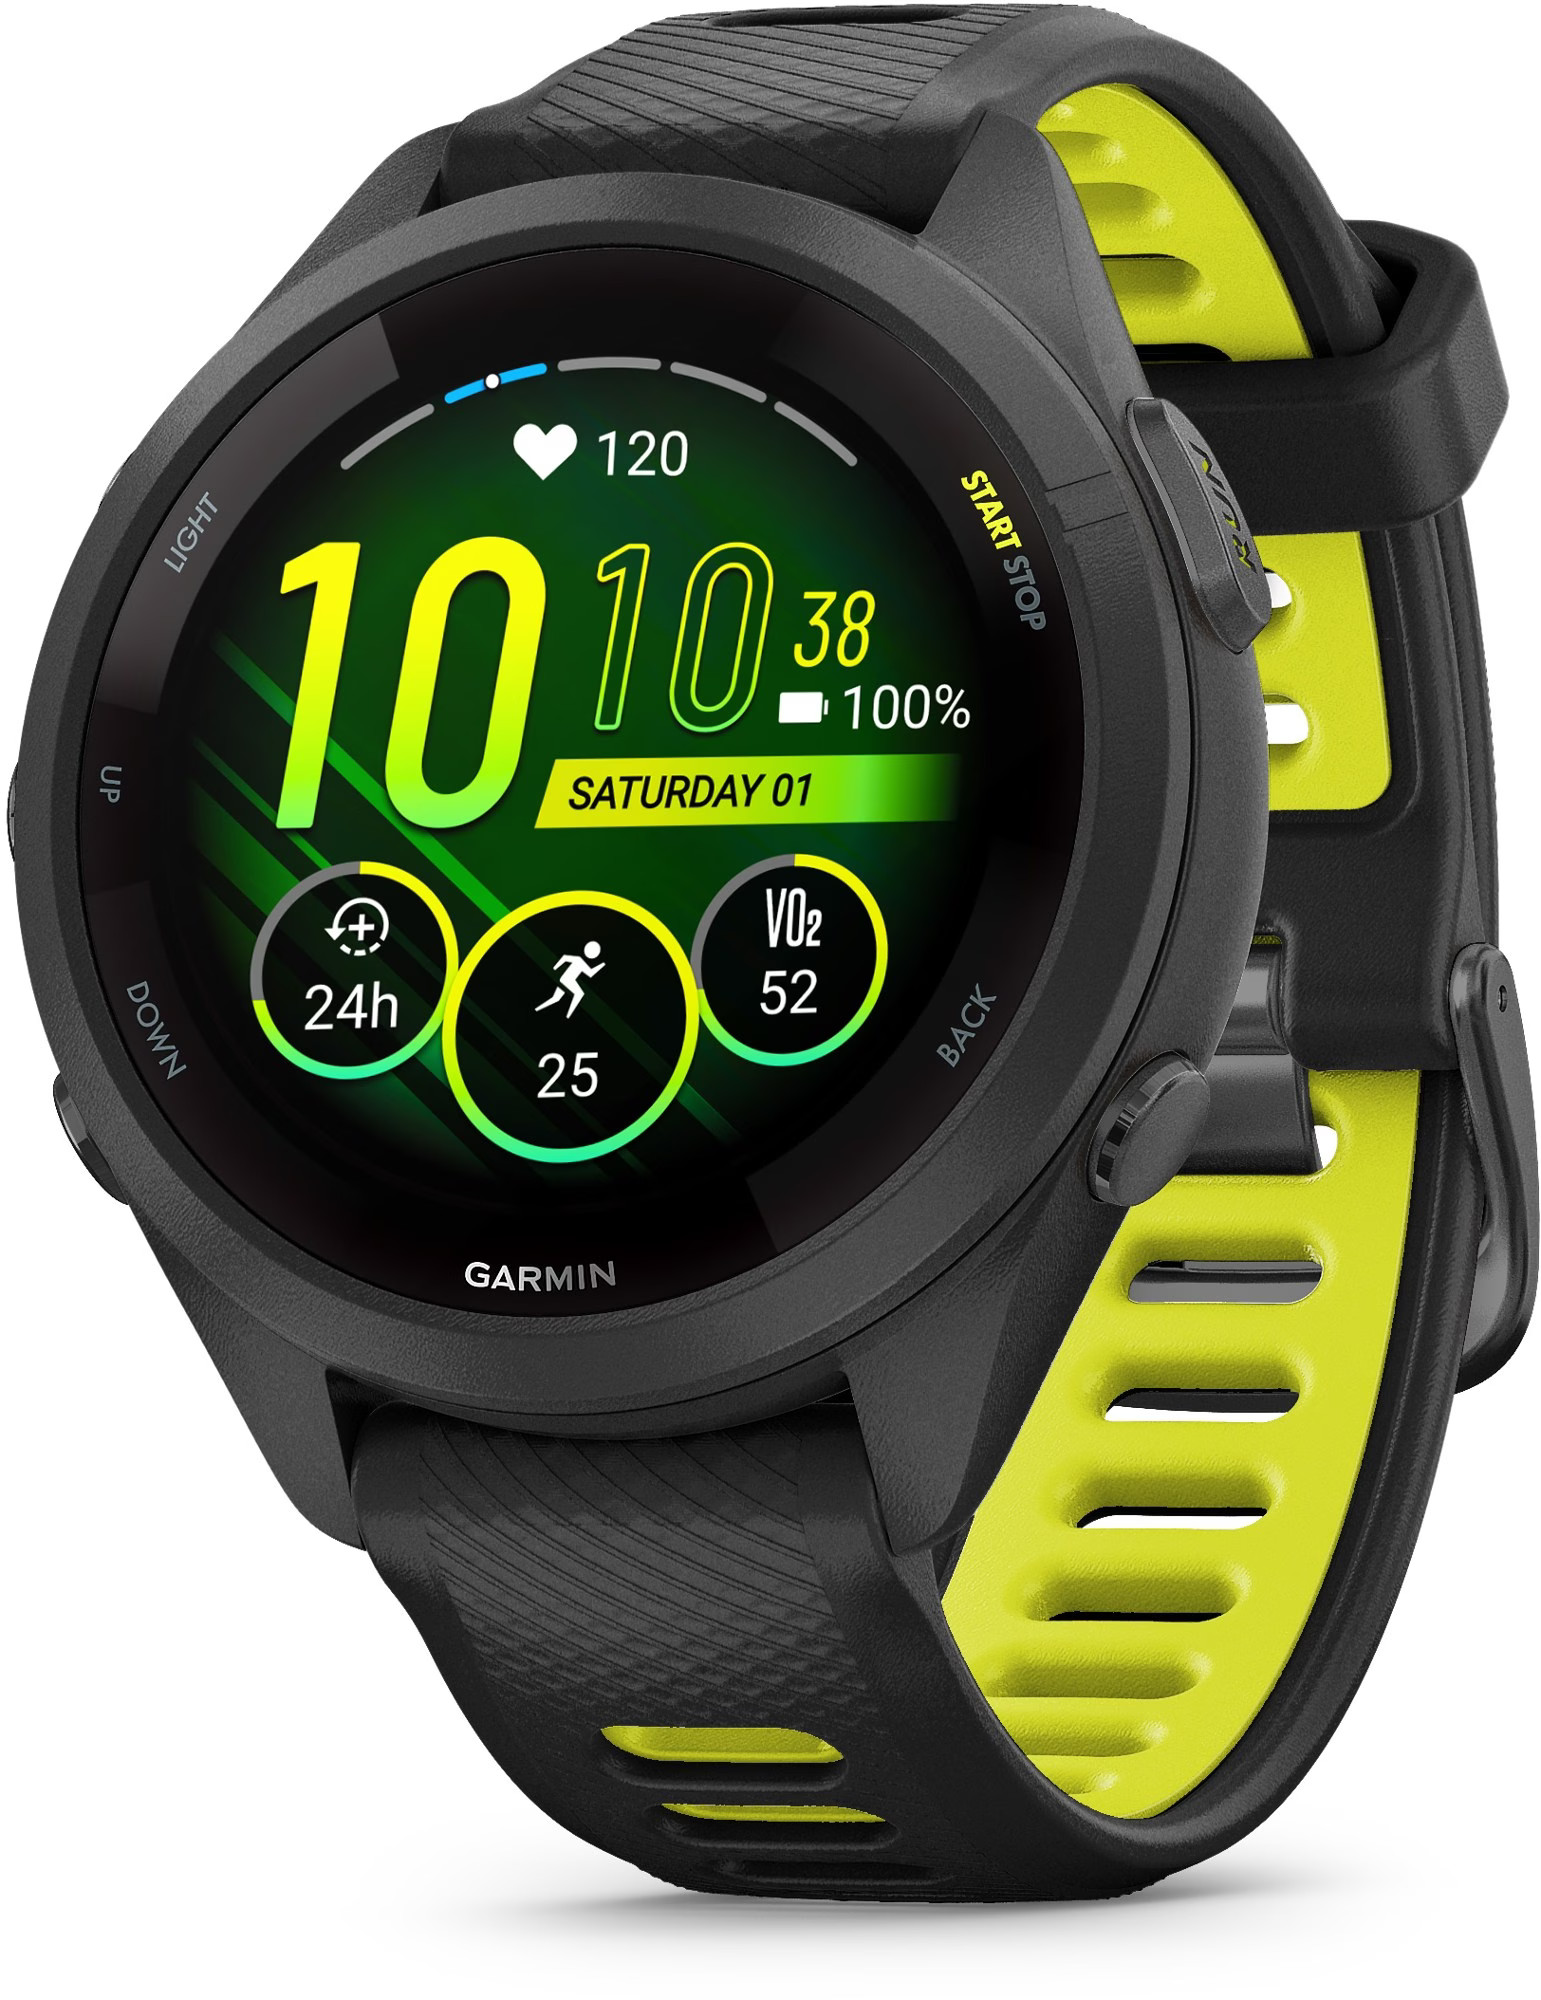 120
LIGHT
START STOP
RUN
10 10 38
100%
UP
SATURDAY 01
24h
25
VO2
52
DOWN
BACK
GARMIN